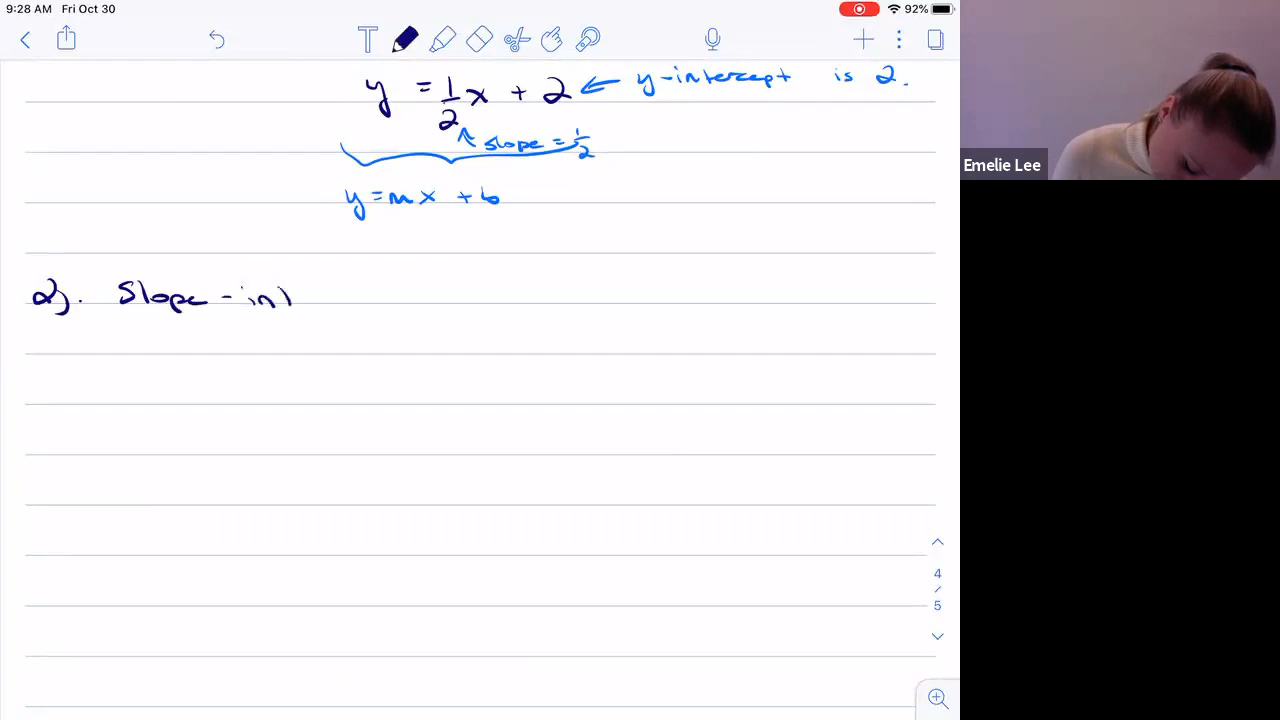 9:28 AM Fri Oct 30
92%
y = 1/2 x + 2 ← y-intercept is 2.
↖ slope = 1/2
y = mx + b
Emelie Lee
2). Slope - int
4
/
5